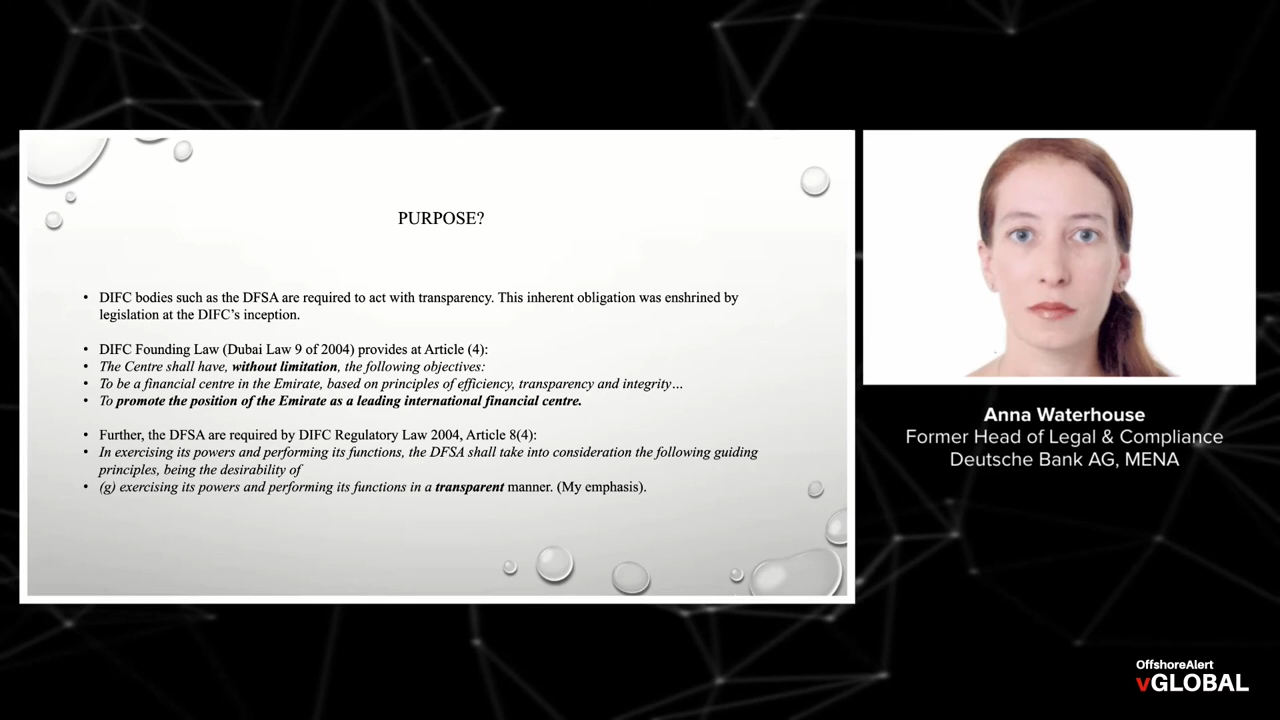 PURPOSE?
• DIFC bodies such as the DFSA are required to act with transparency. This inherent obligation was enshrined by
legislation at the DIFC’s inception.
• DIFC Founding Law (Dubai Law 9 of 2004) provides at Article (4):
• The Centre shall have, without limitation, the following objectives:
• To be a financial centre in the Emirate, based on principles of efficiency, transparency and integrity…
• To promote the position of the Emirate as a leading international financial centre.
• Further, the DFSA are required by DIFC Regulatory Law 2004, Article 8(4):
• In exercising its powers and performing its functions, the DFSA shall take into consideration the following guiding
principles, being the desirability of
• (g) exercising its powers and performing its functions in a transparent manner. (My emphasis).
Anna Waterhouse
Former Head of Legal & Compliance
Deutsche Bank AG, MENA
OffshoreAlert
vGLOBAL